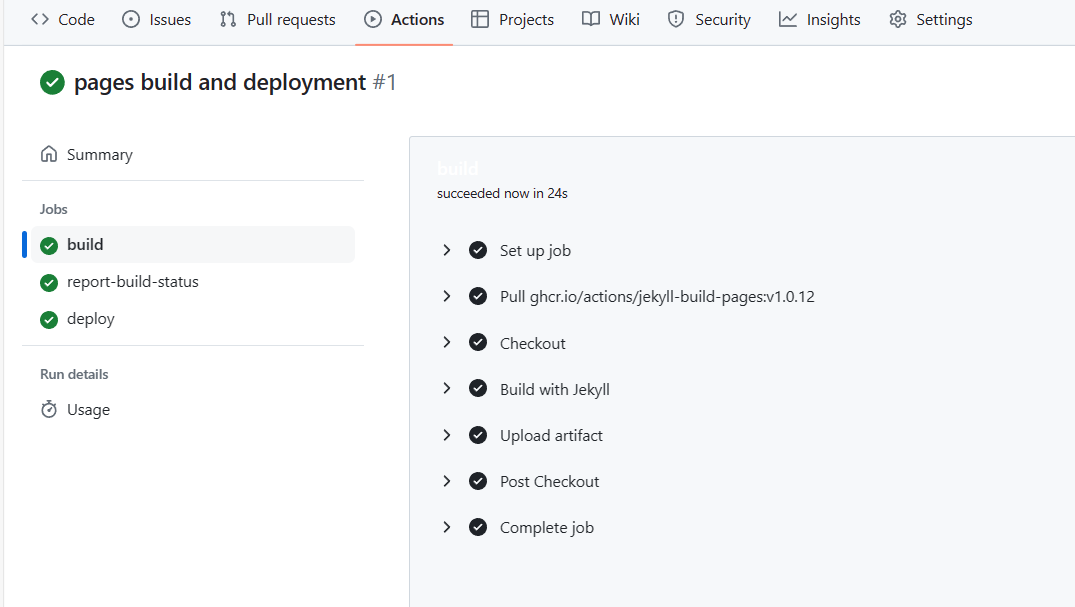 Code Issues Pull requests Actions Projects Wiki Security Insights Settings
pages build and deployment #1
Summary
Jobs
build
report-build-status
deploy
Run details
Usage
build
succeeded now in 24s
Set up job
Pull ghcr.io/actions/jekyll-build-pages:v1.0.12
Checkout
Build with Jekyll
Upload artifact
Post Checkout
Complete job